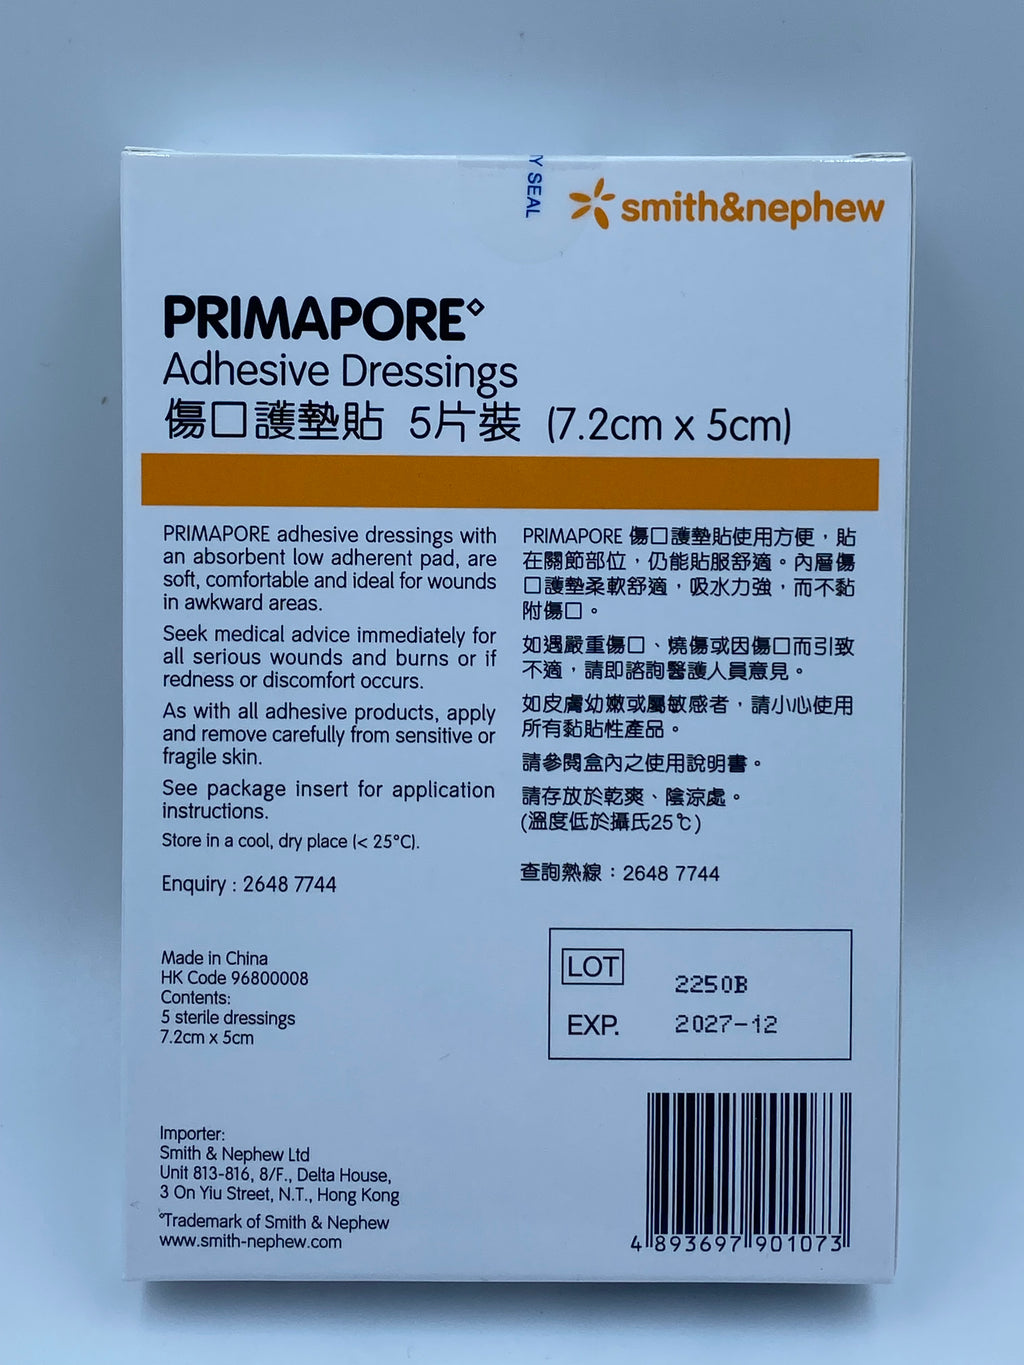 Y SEAL
smith&nephew
PRIMAPORE◊
Adhesive Dressings
傷口護墊貼 5片裝 (7.2cm x 5cm)
PRIMAPORE adhesive dressings with
an absorbent low adherent pad, are
soft, comfortable and ideal for wounds
in awkward areas.
Seek medical advice immediately for
all serious wounds and burns or if
redness or discomfort occurs.
As with all adhesive products, apply
and remove carefully from sensitive or
fragile skin.
See package insert for application
instructions.
Store in a cool, dry place (< 25°C).
Enquiry : 2648 7744
PRIMAPORE 傷口護墊貼使用方便，貼
在關節部位，仍能貼服舒適。內層傷
口護墊柔軟舒適，吸水力強，而不黏
附傷口。
如遇嚴重傷口、燒傷或因傷口而引致
不適，請即諮詢醫護人員意見。
如皮膚幼嫩或屬敏感者，請小心使用
所有黏貼性產品。
請參閱盒內之使用說明書。
請存放於乾爽、陰涼處。
(溫度低於攝氏25℃)
查詢熱線：2648 7744
Made in China
HK Code 96800008
Contents:
5 sterile dressings
7.2cm x 5cm
LOT 2250B
EXP. 2027-12
Importer:
Smith & Nephew Ltd
Unit 813-816, 8/F., Delta House,
3 On Yiu Street, N.T., Hong Kong
◊Trademark of Smith & Nephew
www.smith-nephew.com
4 893697 901073